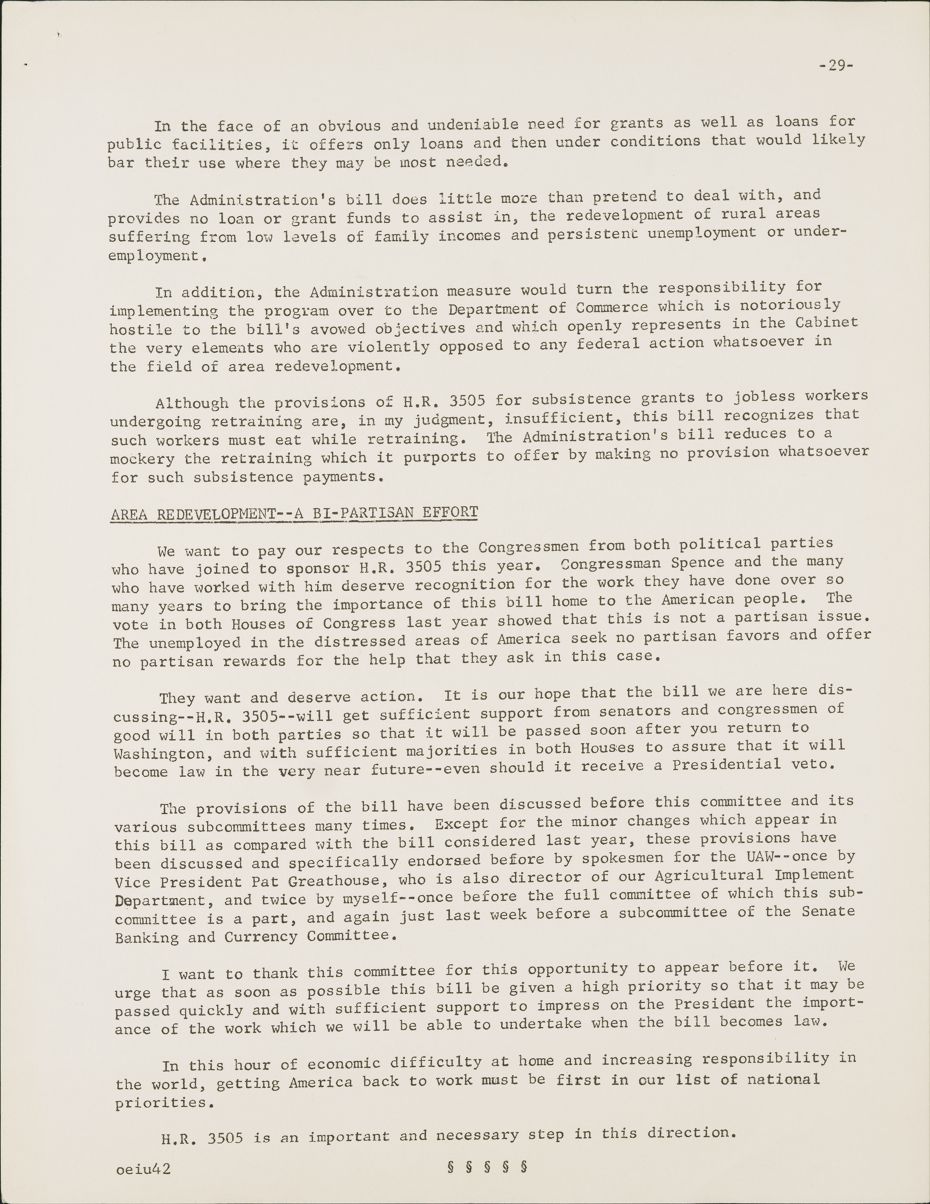 -29-
In the face of an obvious and undeniable need for grants as well as loans for
public facilities, it offers only loans and then under conditions that would likely
bar their use where they may be most needed.
The Administration's bill does little more than pretend to deal with, and
provides no loan or grant funds to assist in, the redevelopment of rural areas
suffering from low levels of family incomes and persistent unemployment or under-
employment.
In addition, the Administration measure would turn the responsibility for
implementing the program over to the Department of Commerce which is notoriously
hostile to the bill's avowed objectives and which openly represents in the Cabinet
the very elements who are violently opposed to any federal action whatsoever in
the field of area redevelopment.
Although the provisions of H.R. 3505 for subsistence grants to jobless workers
undergoing retraining are, in my judgment, insufficient, this bill recognizes that
such workers must eat while retraining. The Administration's bill reduces to a
mockery the retraining which it purports to offer by making no provision whatsoever
for such subsistence payments.
AREA REDEVELOPMENT--A BI-PARTISAN EFFORT
We want to pay our respects to the Congressmen from both political parties
who have joined to sponsor H.R. 3505 this year. Congressman Spence and the many
who have worked with him deserve recognition for the work they have done over so
many years to bring the importance of this bill home to the American people. The
vote in both Houses of Congress last year showed that this is not a partisan issue.
The unemployed in the distressed areas of America seek no partisan favors and offer
no partisan rewards for the help that they ask in this case.
They want and deserve action. It is our hope that the bill we are here dis-
cussing--H.R. 3505--will get sufficient support from senators and congressmen of
good will in both parties so that it will be passed soon after you return to
Washington, and with sufficient majorities in both Houses to assure that it will
become law in the very near future--even should it receive a Presidential veto.
The provisions of the bill have been discussed before this committee and its
various subcommittees many times. Except for the minor changes which appear in
this bill as compared with the bill considered last year, these provisions have
been discussed and specifically endorsed before by spokesmen for the UAW--once by
Vice President Pat Greathouse, who is also director of our Agricultural Implement
Department, and twice by myself--once before the full committee of which this sub-
committee is a part, and again just last week before a subcommittee of the Senate
Banking and Currency Committee.
I want to thank this committee for this opportunity to appear before it. We
urge that as soon as possible this bill be given a high priority so that it may be
passed quickly and with sufficient support to impress on the President the import-
ance of the work which we will be able to undertake when the bill becomes law.
In this hour of economic difficulty at home and increasing responsibility in
the world, getting America back to work must be first in our list of national
priorities.
H.R. 3505 is an important and necessary step in this direction.
oeiu42 § § § § §